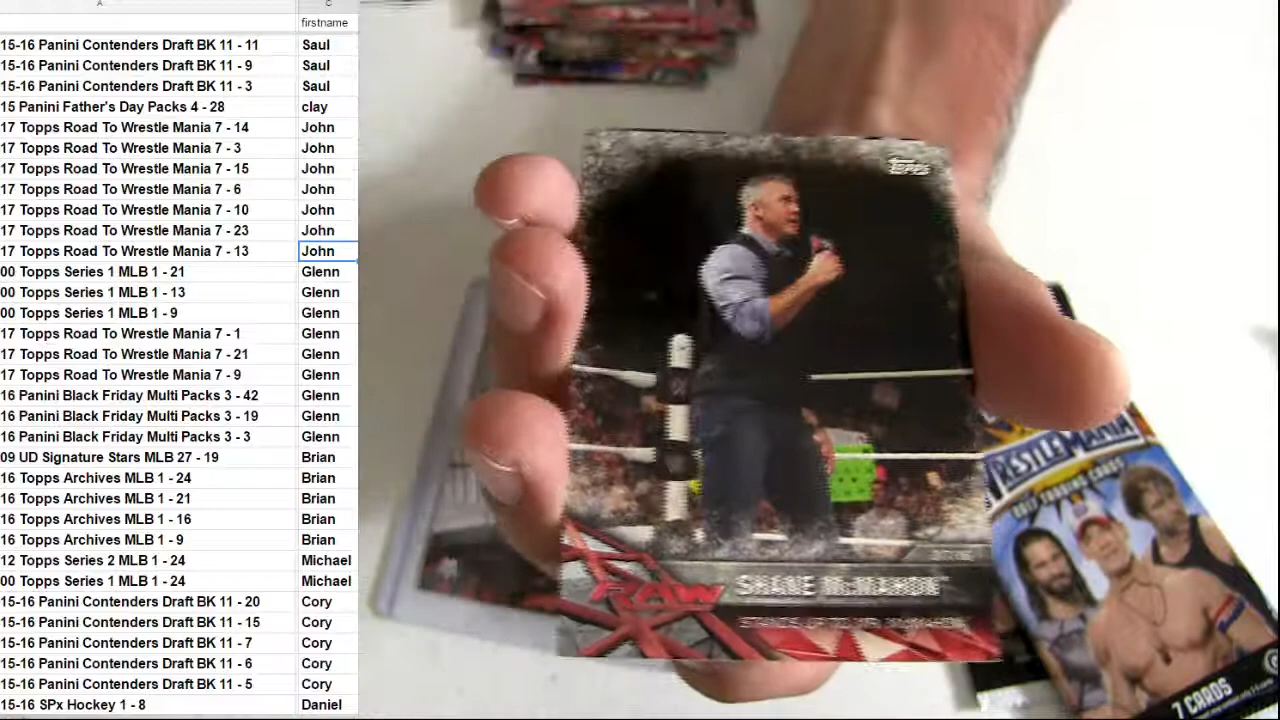 A C
firstname
15-16 Panini Contenders Draft BK 11 - 11 Saul
15-16 Panini Contenders Draft BK 11 - 9 Saul
15-16 Panini Contenders Draft BK 11 - 3 Saul
15 Panini Father's Day Packs 4 - 28 clay
17 Topps Road To Wrestle Mania 7 - 14 John
17 Topps Road To Wrestle Mania 7 - 3 John
17 Topps Road To Wrestle Mania 7 - 15 John
17 Topps Road To Wrestle Mania 7 - 6 John
17 Topps Road To Wrestle Mania 7 - 10 John
17 Topps Road To Wrestle Mania 7 - 23 John
17 Topps Road To Wrestle Mania 7 - 13 John
00 Topps Series 1 MLB 1 - 21 Glenn
00 Topps Series 1 MLB 1 - 13 Glenn
00 Topps Series 1 MLB 1 - 9 Glenn
17 Topps Road To Wrestle Mania 7 - 1 Glenn
17 Topps Road To Wrestle Mania 7 - 21 Glenn
17 Topps Road To Wrestle Mania 7 - 9 Glenn
16 Panini Black Friday Multi Packs 3 - 42 Glenn
16 Panini Black Friday Multi Packs 3 - 19 Glenn
16 Panini Black Friday Multi Packs 3 - 3 Glenn
09 UD Signature Stars MLB 27 - 19 Brian
16 Topps Archives MLB 1 - 24 Brian
16 Topps Archives MLB 1 - 21 Brian
16 Topps Archives MLB 1 - 16 Brian
16 Topps Archives MLB 1 - 9 Brian
12 Topps Series 2 MLB 1 - 24 Michael
00 Topps Series 1 MLB 1 - 24 Michael
15-16 Panini Contenders Draft BK 11 - 20 Cory
15-16 Panini Contenders Draft BK 11 - 15 Cory
15-16 Panini Contenders Draft BK 11 - 7 Cory
15-16 Panini Contenders Draft BK 11 - 6 Cory
15-16 Panini Contenders Draft BK 11 - 5 Cory
15-16 SPx Hockey 1 - 8 Daniel
TOPPS
RAW
SHANE McMAHON
RESTLEMANIA
2017 TRADING CARDS
7 CARDS